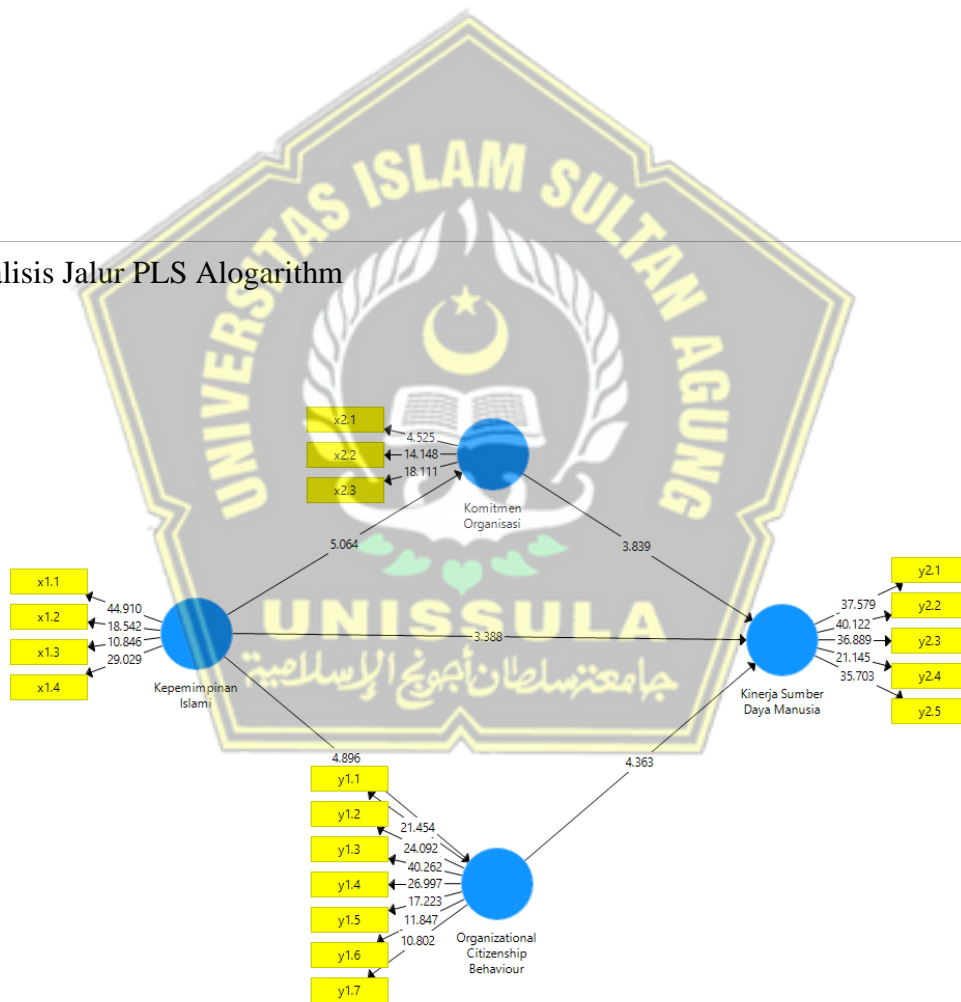 UNIVERSITAS ISLAM SULTAN AGUNG
alisis Jalur PLS Alogarithm
x2.1
4.525
x2.2
14.148
x2.3
18.111
Komitmen
Organisasi
5.064
3.839
x1.1
44.910
x1.2
18.542
x1.3
10.846
x1.4
29.029
Kepemimpinan
Islami
3.388
y2.1
37.579
y2.2
40.122
y2.3
36.889
y2.4
21.145
y2.5
35.703
Kinerja Sumber
Daya Manusia
UNISSULA
جامعة سلطان أجونج الإسلامية
4.896
4.363
y1.1
21.454
y1.2
24.092
y1.3
40.262
y1.4
26.997
y1.5
17.223
y1.6
11.847
y1.7
10.802
Organizational
Citizenship
Behaviour